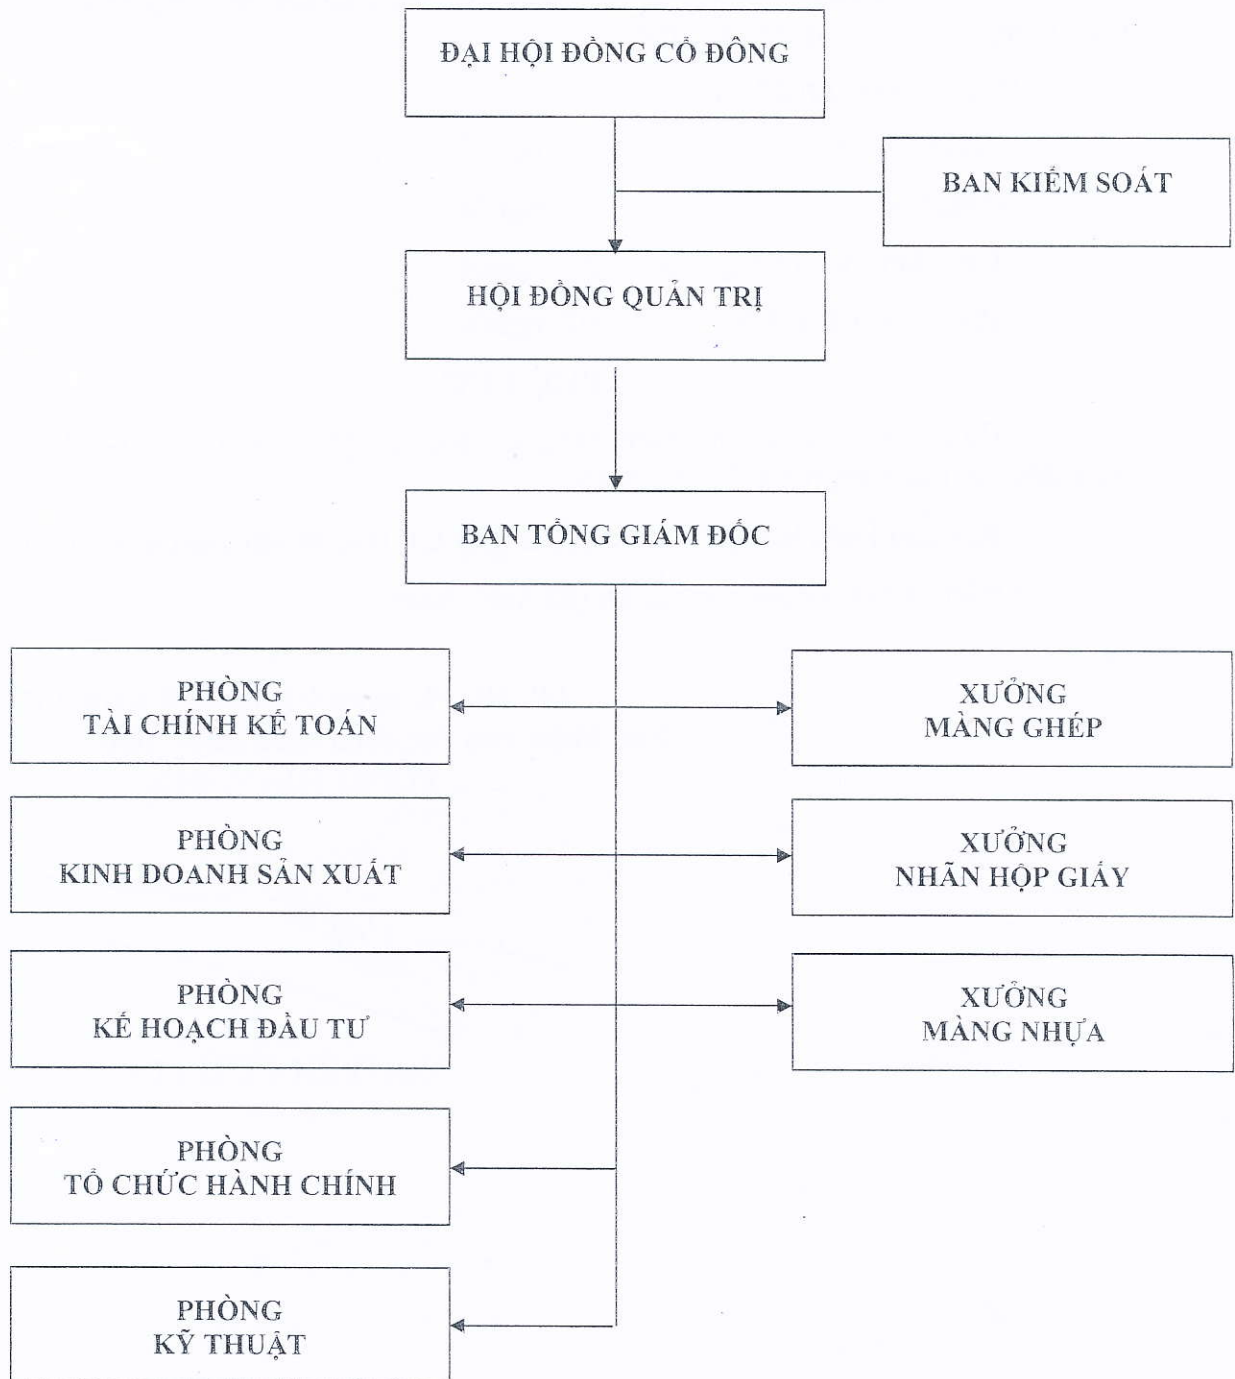 ĐẠI HỘI ĐỒNG CỔ ĐÔNG
BAN KIỂM SOÁT
HỘI ĐỒNG QUẢN TRỊ
BAN TỔNG GIÁM ĐỐC
PHÒNG
TÀI CHÍNH KẾ TOÁN
XƯỞNG
MÀNG GHÉP
PHÒNG
KINH DOANH SẢN XUẤT
XƯỞNG
NHÃN HỘP GIẤY
PHÒNG
KẾ HOẠCH ĐẦU TƯ
XƯỞNG
MÀNG NHỰA
PHÒNG
TỔ CHỨC HÀNH CHÍNH
PHÒNG
KỸ THUẬT